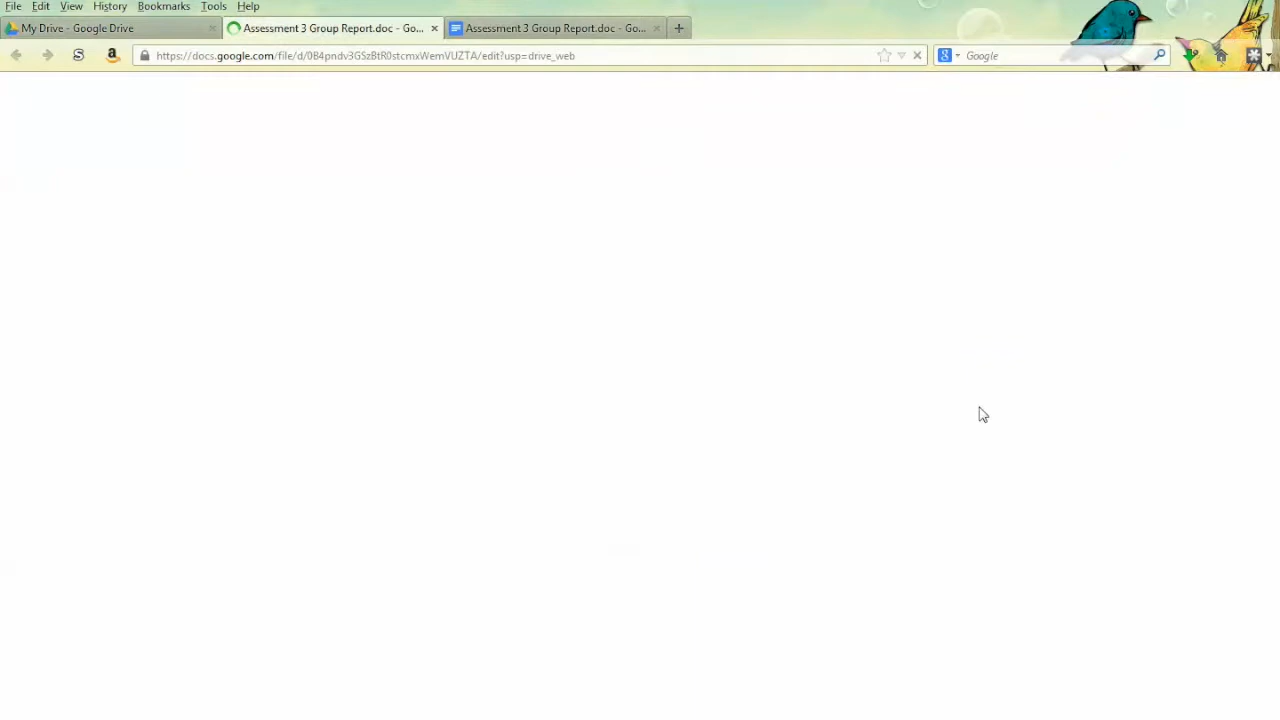 File Edit View History Bookmarks Tools Help
My Drive - Google Drive Assessment 3 Group Report.doc - Go... Assessment 3 Group Report.doc - Go...
https://docs.google.com/file/d/0B4pndv3GSzBtR0stcmxWemVUZTA/edit?usp=drive_web Google